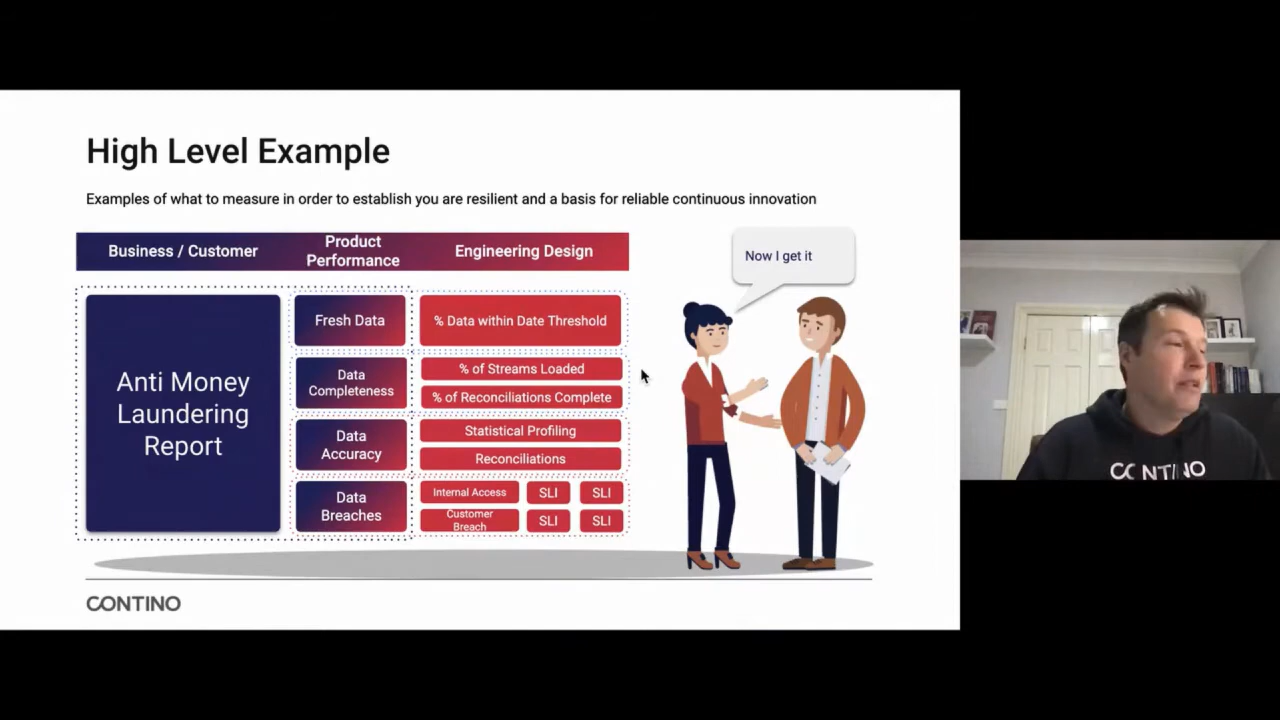 High Level Example
Examples of what to measure in order to establish you are resilient and a basis for reliable continuous innovation
Business / Customer
Product
Performance
Engineering Design
Now I get it
Anti Money
Laundering
Report
Fresh Data
% Data within Date Threshold
Data
Completeness
% of Streams Loaded
% of Reconciliations Complete
Data
Accuracy
Statistical Profiling
Reconciliations
Data
Breaches
Internal Access
SLI
SLI
Customer
Breach
SLI
SLI
CONTINO
CONTINO